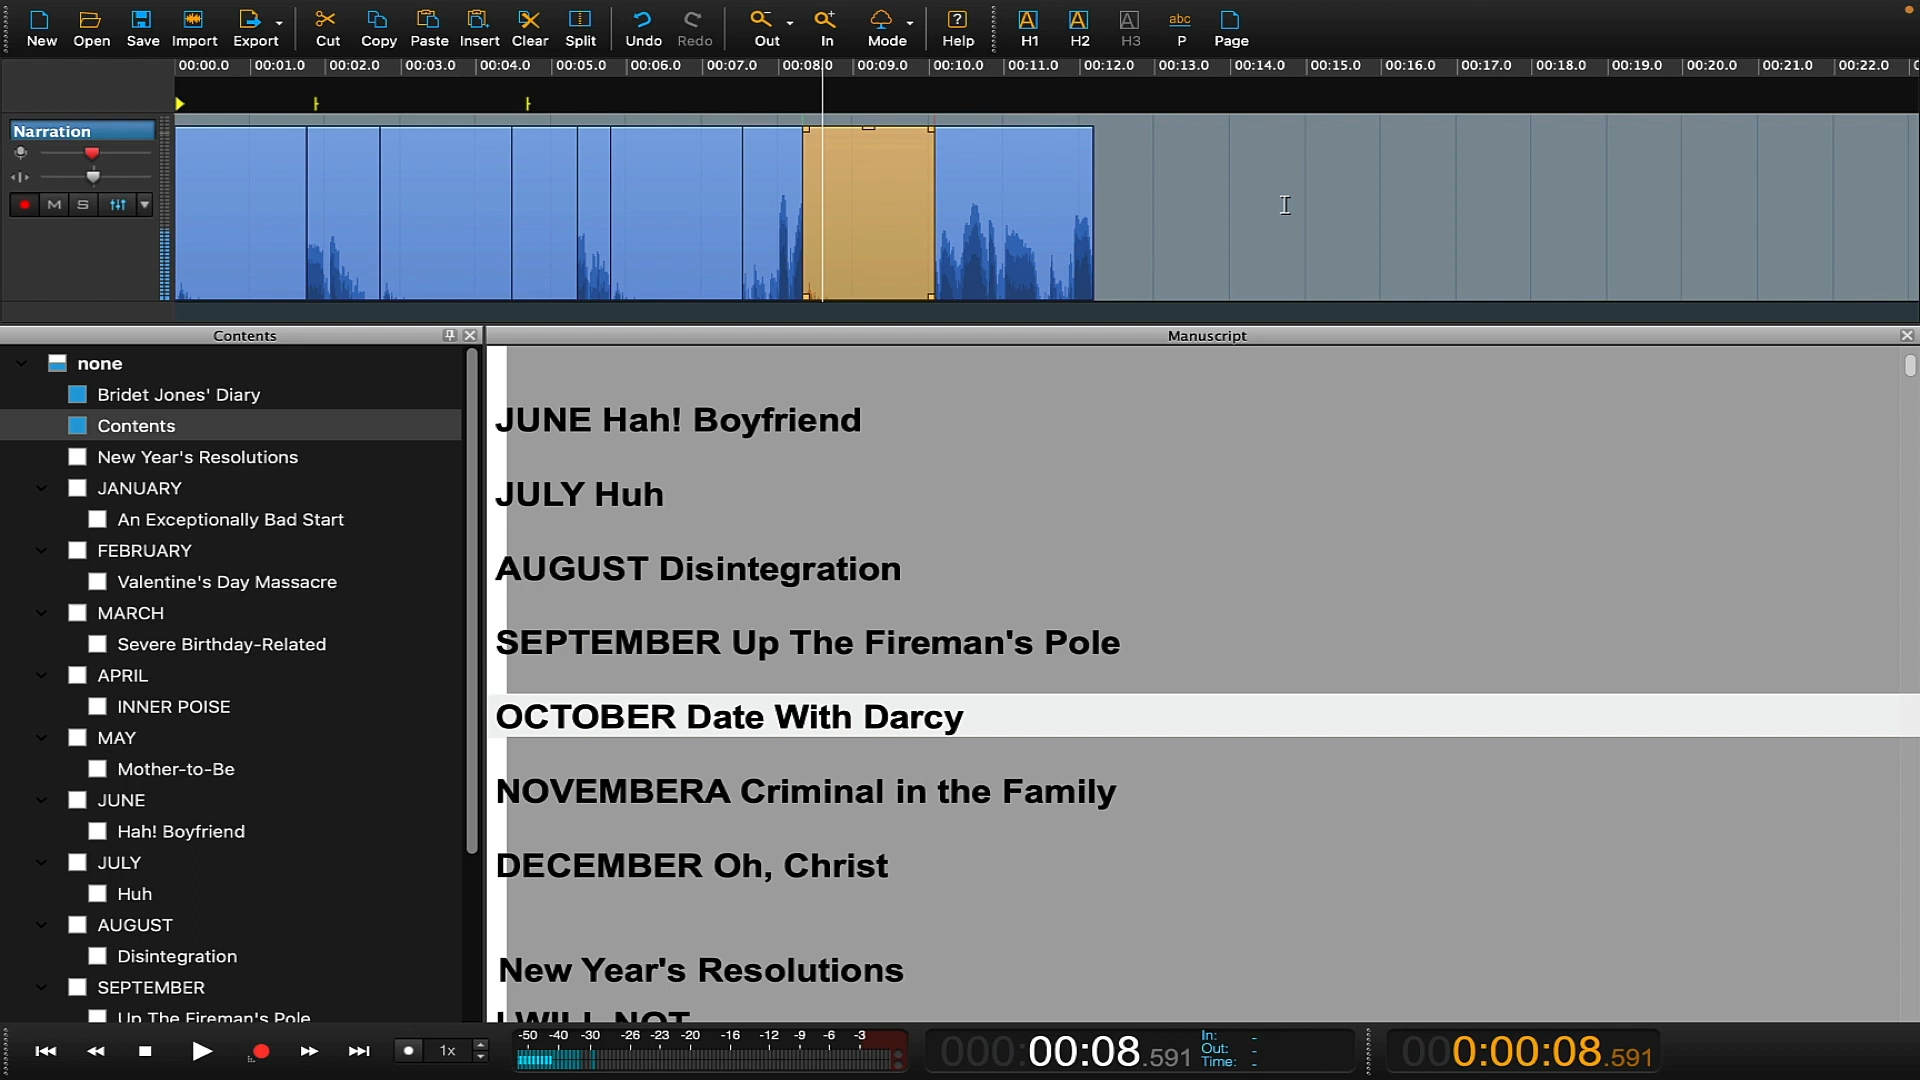 New Open Save Import Export Cut Copy Paste Insert Clear Split Undo Redo Out In Mode Help H1 H2 H3 P Page
abc
00:00.0 00:01.0 00:02.0 00:03.0 00:04.0 00:05.0 00:06.0 00:07.0 00:08.0 00:09.0 00:10.0 00:11.0 00:12.0 00:13.0 00:14.0 00:15.0 00:16.0 00:17.0 00:18.0 00:19.0 00:20.0 00:21.0 00:22.0
Narration
M S
Contents
none
Bridet Jones' Diary
Contents
New Year's Resolutions
JANUARY
An Exceptionally Bad Start
FEBRUARY
Valentine's Day Massacre
MARCH
Severe Birthday-Related
APRIL
INNER POISE
MAY
Mother-to-Be
JUNE
Hah! Boyfriend
JULY
Huh
AUGUST
Disintegration
SEPTEMBER
Up The Fireman's Pole
Manuscript
JUNE Hah! Boyfriend
JULY Huh
AUGUST Disintegration
SEPTEMBER Up The Fireman's Pole
OCTOBER Date With Darcy
NOVEMBERA Criminal in the Family
DECEMBER Oh, Christ
New Year's Resolutions
I WILL NOT
1x
-50 -40 -30 -26 -23 -20 -16 -12 -9 -6 -3
000:00:08.591
In: -
Out: -
Time: -
000:00:08.591